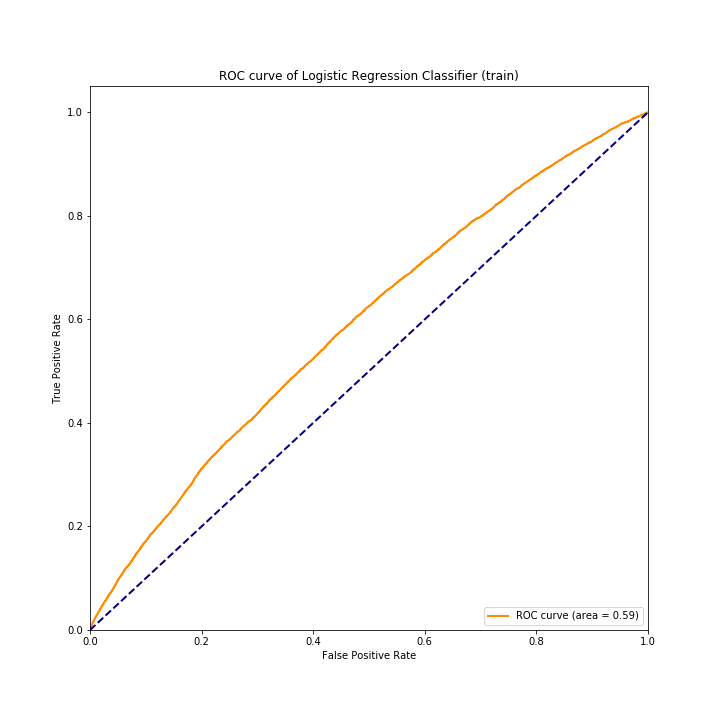 ROC curve of Logistic Regression Classifier (train)
1.0
0.8
0.6
0.4
0.2
0.0
True Positive Rate
ROC curve (area = 0.59)
0.0 0.2 0.4 0.6 0.8 1.0
False Positive Rate